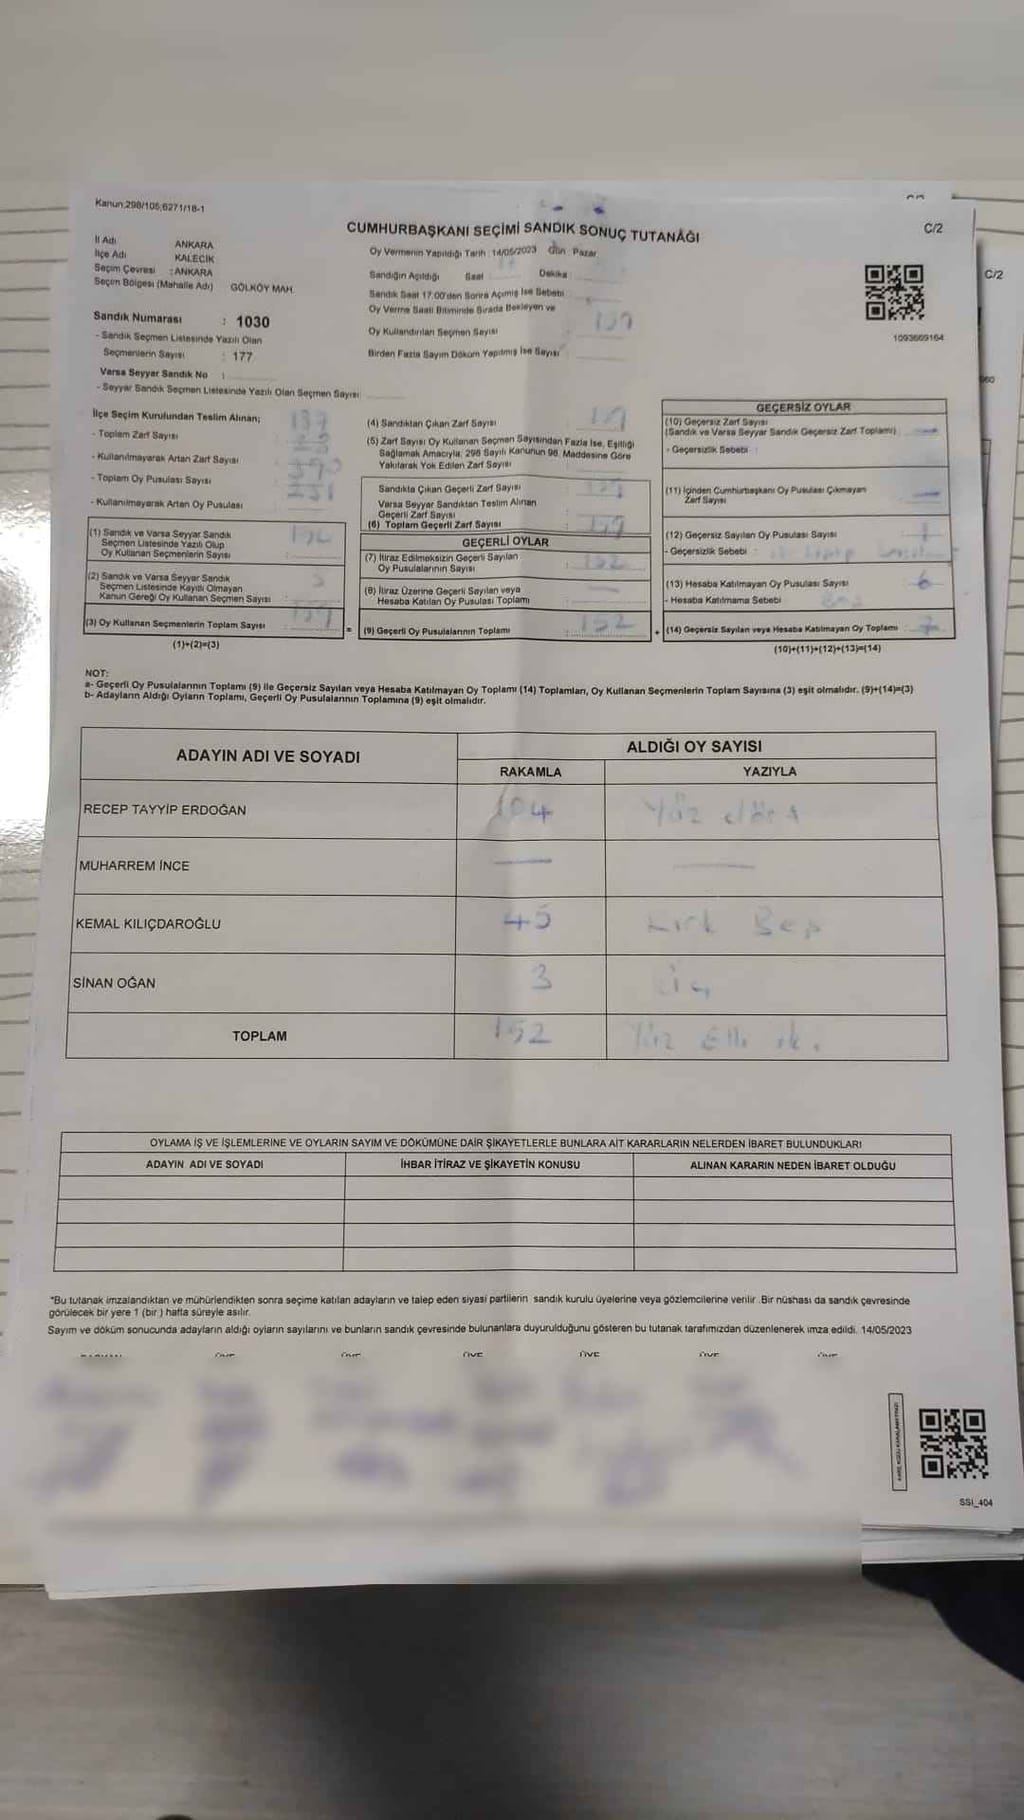 Kanun:298/105;6271/18-1
C/2
C/2
CUMHURBAŞKANI SEÇİMİ SANDIK SONUÇ TUTANAĞI
İl Adı ANKARA
İlçe Adı KALECİK
Seçim Çevresi : ANKARA
Seçim Bölgesi (Mahalle Adı) GÖLKÖY MAH.
Sandık Numarası : 1030
- Sandık Seçmen Listesinde Yazılı Olan
Seçmenlerin Sayısı : 177
Varsa Seyyar Sandık No :
- Seyyar Sandık Seçmen Listesinde Yazılı Olan Seçmen Sayısı
Oy Vermenin Yapıldığı Tarih : 14/05/2023 Gün : Pazar
Sandığın Açıldığı Saat Dakika
Sandık Saat 17:00'den Sonra Açımış İse Sebebi
Oy Verme Saati Bitiminde Sırada Bekleyen ve
Oy Kullandırılan Seçmen Sayısı
Birden Fazla Sayım Döküm Yapılmış İse Sayısı
1093669164
İlçe Seçim Kurulundan Teslim Alınan;
- Toplam Zarf Sayısı
- Kullanılmayarak Artan Zarf Sayısı
- Toplam Oy Pusulası Sayısı
- Kullanılmayarak Artan Oy Pusulası
(1) Sandık ve Varsa Seyyar Sandık
Seçmen Listesinde Yazılı Olup
Oy Kullanan Seçmenlerin Sayısı
(2) Sandık ve Varsa Seyyar Sandık
Seçmen Listesinde Kayıtlı Olmayan
Kanun Gereği Oy Kullanan Seçmen Sayısı
(3) Oy Kullanan Seçmenlerin Toplam Sayısı 159
(1)+(2)=(3)
(4) Sandıktan Çıkan Zarf Sayısı
(5) Zarf Sayısı Oy Kullanan Seçmen Sayısından Fazla İse, Eşitliği
Sağlamak Amacıyla, 298 Sayılı Kanunun 98. Maddesine Göre
Yakılarak Yok Edilen Zarf Sayısı
Sandıkta Çıkan Geçerli Zarf Sayısı
Varsa Seyyar Sandıktan Teslim Alınan
Geçerli Zarf Sayısı
(6) Toplam Geçerli Zarf Sayısı 159
GEÇERLİ OYLAR
(7) İtiraz Edilmeksizin Geçerli Sayılan
Oy Pusulalarının Sayısı 152
(8) İtiraz Üzerine Geçerli Sayılan veya
Hesaba Katılan Oy Pusulası Toplamı
= (9) Geçerli Oy Pusulalarının Toplamı 152
GEÇERSİZ OYLAR
(10) Geçersiz Zarf Sayısı
(Sandık ve Varsa Seyyar Sandık Geçersiz Zarf Toplamı)
- Geçersizlik Sebebi :
(11) İçinden Cumhurbaşkanı Oy Pusulası Çıkmayan
Zarf Sayısı
(12) Geçersiz Sayılan Oy Pusulası Sayısı 1
- Geçersizlik Sebebi :
(13) Hesaba Katılmayan Oy Pusulası Sayısı 6
- Hesaba Katılmama Sebebi
+ (14) Geçersiz Sayılan veya Hesaba Katılmayan Oy Toplamı 7
(10)+(11)+(12)+(13)=(14)
NOT:
a- Geçerli Oy Pusulalarının Toplamı (9) ile Geçersiz Sayılan veya Hesaba Katılmayan Oy Toplamı (14) Toplamları, Oy Kullanan Seçmenlerin Toplam Sayısına (3) eşit olmalıdır. (9)+(14)=(3)
b- Adayların Aldığı Oyların Toplamı, Geçerli Oy Pusulalarının Toplamına (9) eşit olmalıdır.
ADAYIN ADI VE SOYADI ALDIĞI OY SAYISI
RAKAMLA YAZIYLA
RECEP TAYYİP ERDOĞAN 104 Yüz dört
MUHARREM İNCE
KEMAL KILIÇDAROĞLU 45 Kırk Beş
SİNAN OĞAN 3 Üç
TOPLAM 152 Yüz Elli iki
OYLAMA İŞ VE İŞLEMLERİNE VE OYLARIN SAYIM VE DÖKÜMÜNE DAİR ŞİKAYETLERLE BUNLARA AİT KARARLARIN NELERDEN İBARET BULUNDUKLARI
ADAYIN ADI VE SOYADI İHBAR İTİRAZ VE ŞİKAYETİN KONUSU ALINAN KARARIN NEDEN İBARET OLDUĞU
*Bu tutanak imzalandıktan ve mühürlendikten sonra seçime katılan adayların ve talep eden siyasi partilerin sandık kurulu üyelerine veya gözlemcilerine verilir. Bir nüshası da sandık çevresinde
görülecek bir yere 1 (bir) hafta süreyle asılır.
Sayım ve döküm sonucunda adayların aldığı oyların sayılarını ve bunların sandık çevresinde bulunanlara duyurulduğunu gösteren bu tutanak tarafımızdan düzenlenerek imza edildi. 14/05/2023
SSI_404